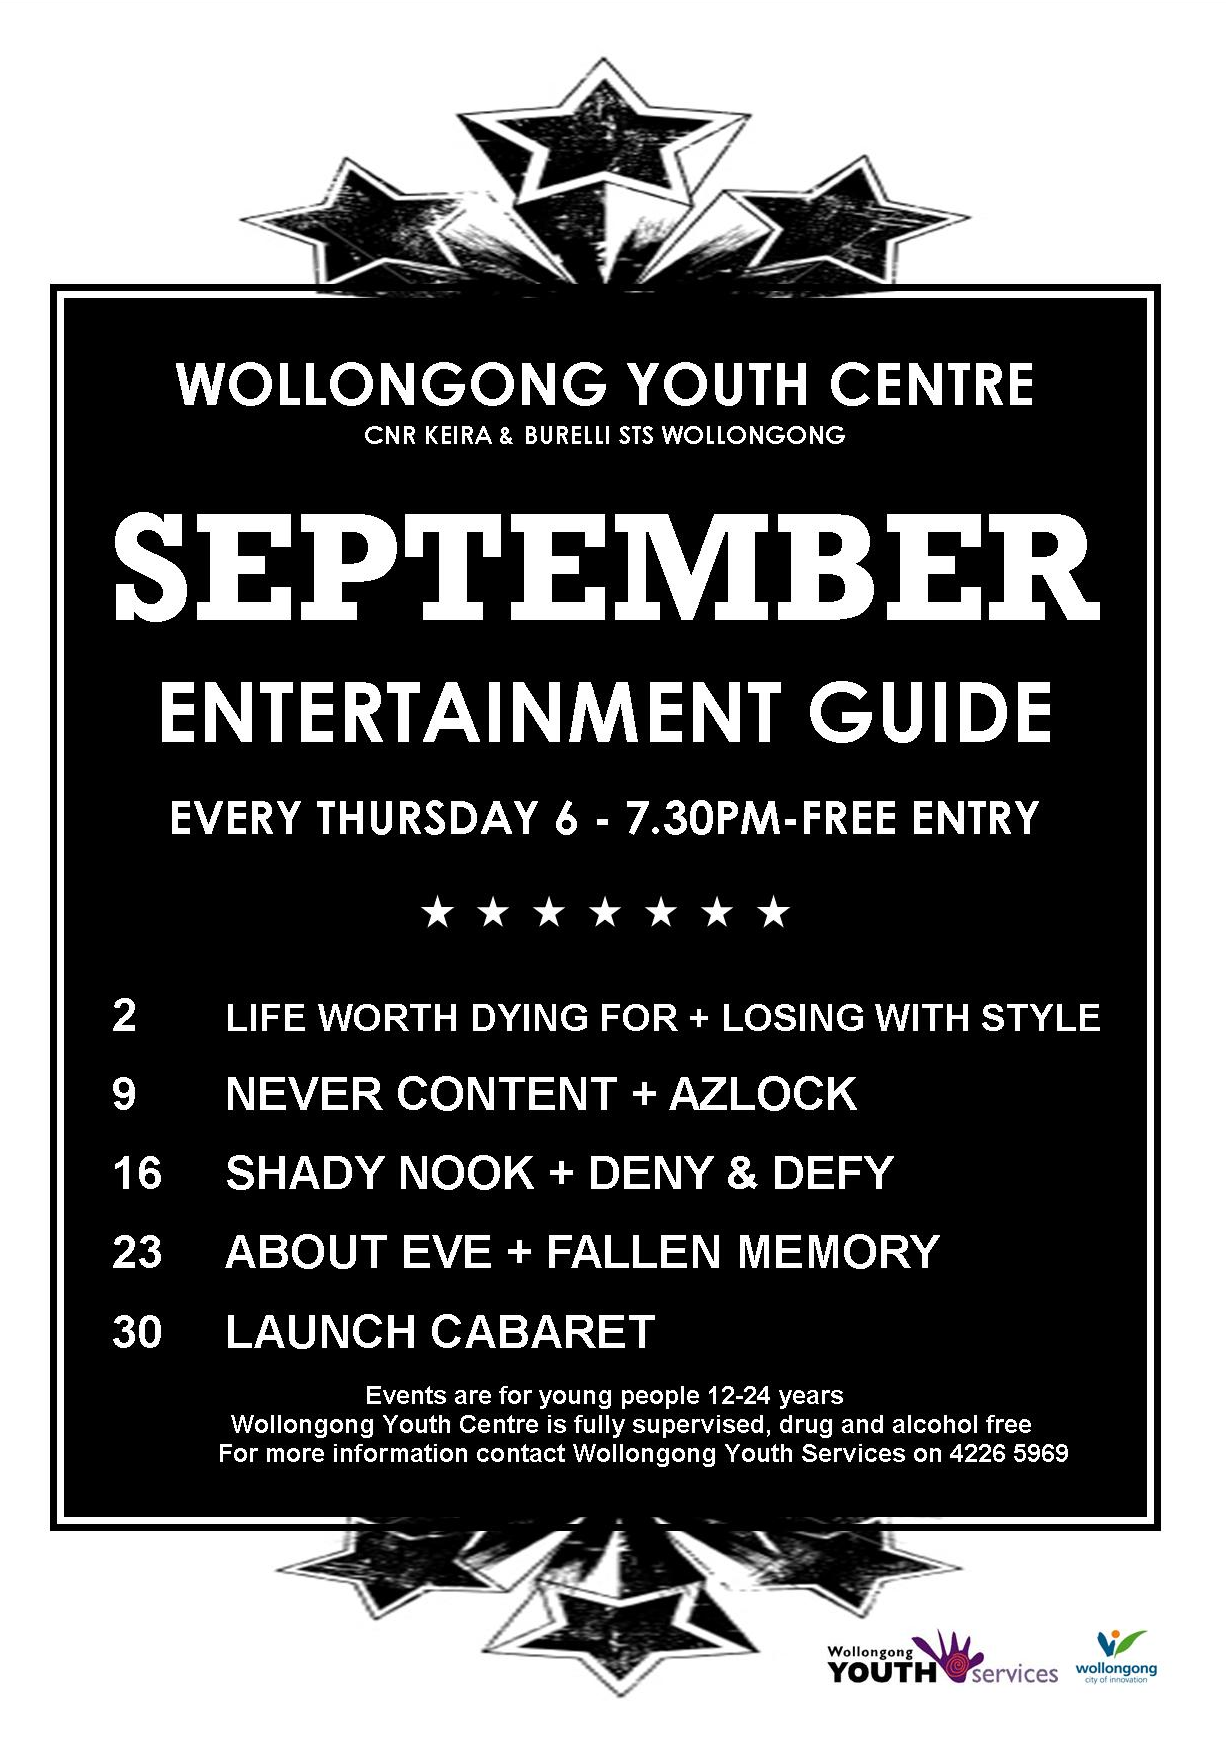 WOLLONGONG YOUTH CENTRE
CNR KEIRA & BURELLI STS WOLLONGONG
SEPTEMBER
ENTERTAINMENT GUIDE
EVERY THURSDAY 6 - 7.30PM-FREE ENTRY
2 LIFE WORTH DYING FOR + LOSING WITH STYLE
9 NEVER CONTENT + AZLOCK
16 SHADY NOOK + DENY & DEFY
23 ABOUT EVE + FALLEN MEMORY
30 LAUNCH CABARET
Events are for young people 12-24 years
Wollongong Youth Centre is fully supervised, drug and alcohol free
For more information contact Wollongong Youth Services on 4226 5969
Wollongong
YOUTH services
wollongong
city of innovation